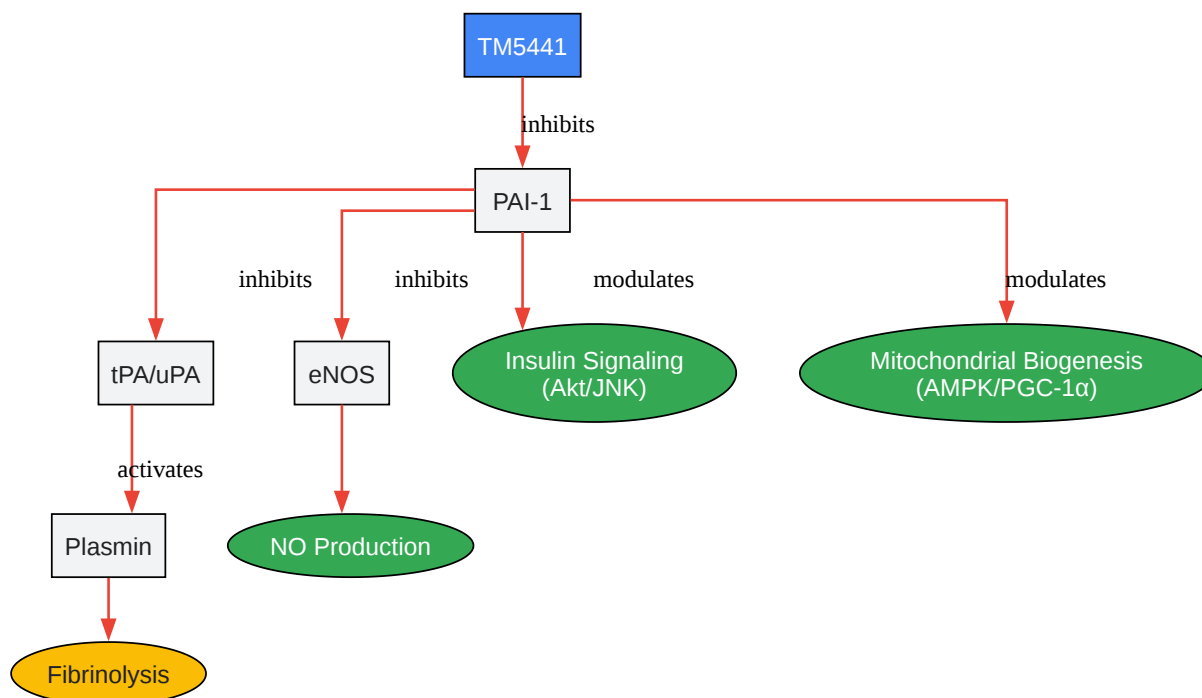 TM5441
inhibits
PAI-1
inhibits
inhibits
modulates
modulates
tPA/uPA
eNOS
Insulin Signaling
(Akt/JNK)
Mitochondrial Biogenesis
(AMPK/PGC-1α)
activates
Plasmin
NO Production
Fibrinolysis